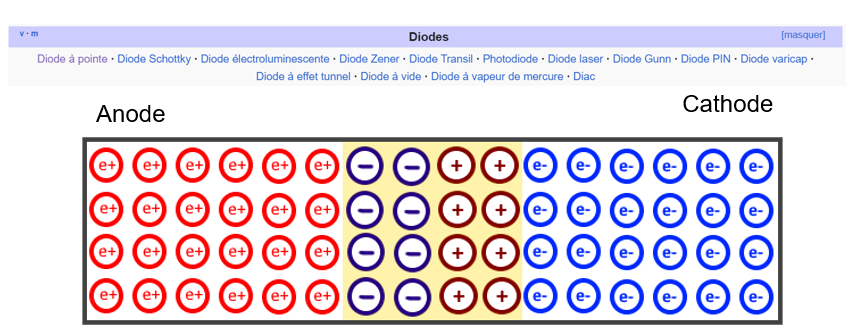 v · m Diodes [masquer]
Diode à pointe · Diode Schottky · Diode électroluminescente · Diode Zener · Diode Transil · Photodiode · Diode laser · Diode Gunn · Diode PIN · Diode varicap ·
Diode à effet tunnel · Diode à vide · Diode à vapeur de mercure · Diac
Anode Cathode
e+ e+ e+ e+ e+ e+ − − + + e- e- e- e- e- e-
e+ e+ e+ e+ e+ e+ − − + + e- e- e- e- e- e-
e+ e+ e+ e+ e+ e+ − − + + e- e- e- e- e- e-
e+ e+ e+ e+ e+ e+ − − + + e- e- e- e- e- e-